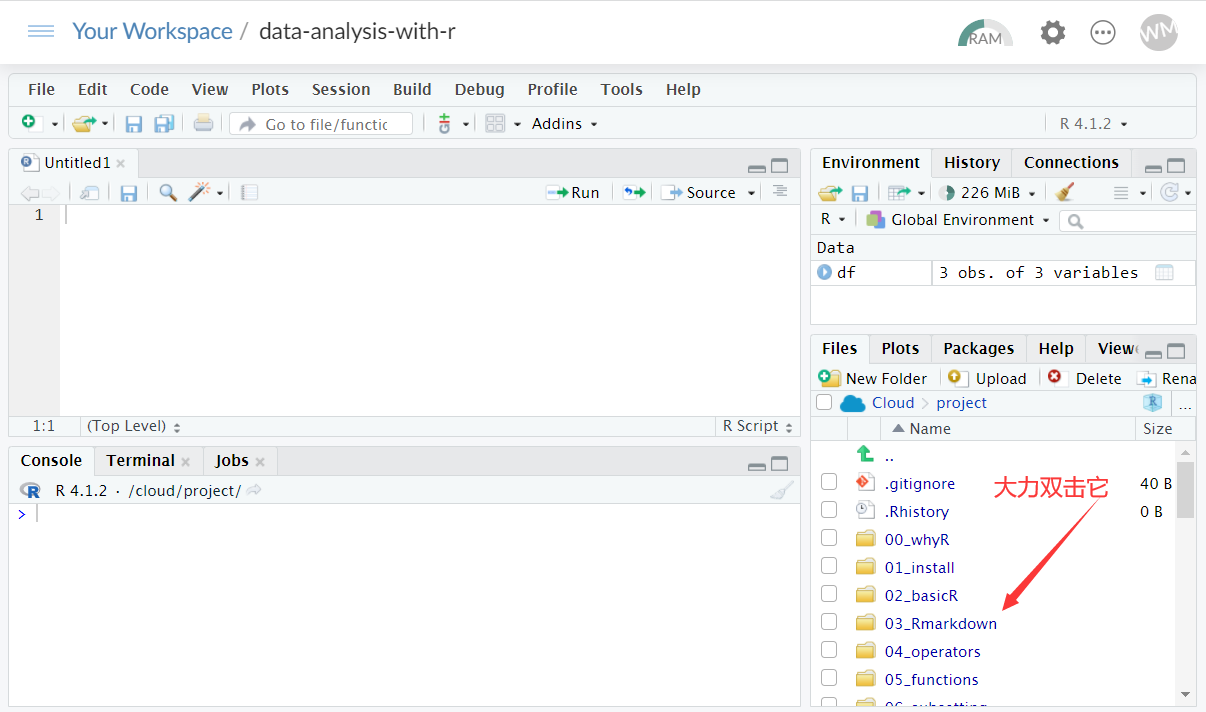 Your Workspace / data-analysis-with-r
RAM
WM
File Edit Code View Plots Session Build Debug Profile Tools Help
Go to file/functic
Addins
R 4.1.2
Untitled1
Run
Source
1
1:1
(Top Level)
R Script
Console Terminal Jobs
R 4.1.2 · /cloud/project/
>
Environment History Connections
226 MiB
R
Global Environment
Data
df 3 obs. of 3 variables
Files Plots Packages Help View
New Folder Upload Delete Rena
Cloud project
R
...
Name Size
..
.gitignore 40 B
大力双击它
.Rhistory 0 B
00_whyR
01_install
02_basicR
03_Rmarkdown
04_operators
05_functions